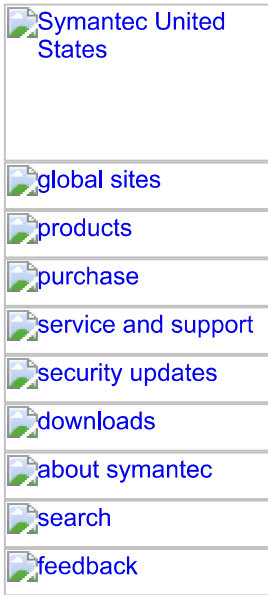 Symantec United
States
global sites
products
purchase
service and support
security updates
downloads
about symantec
search
feedback